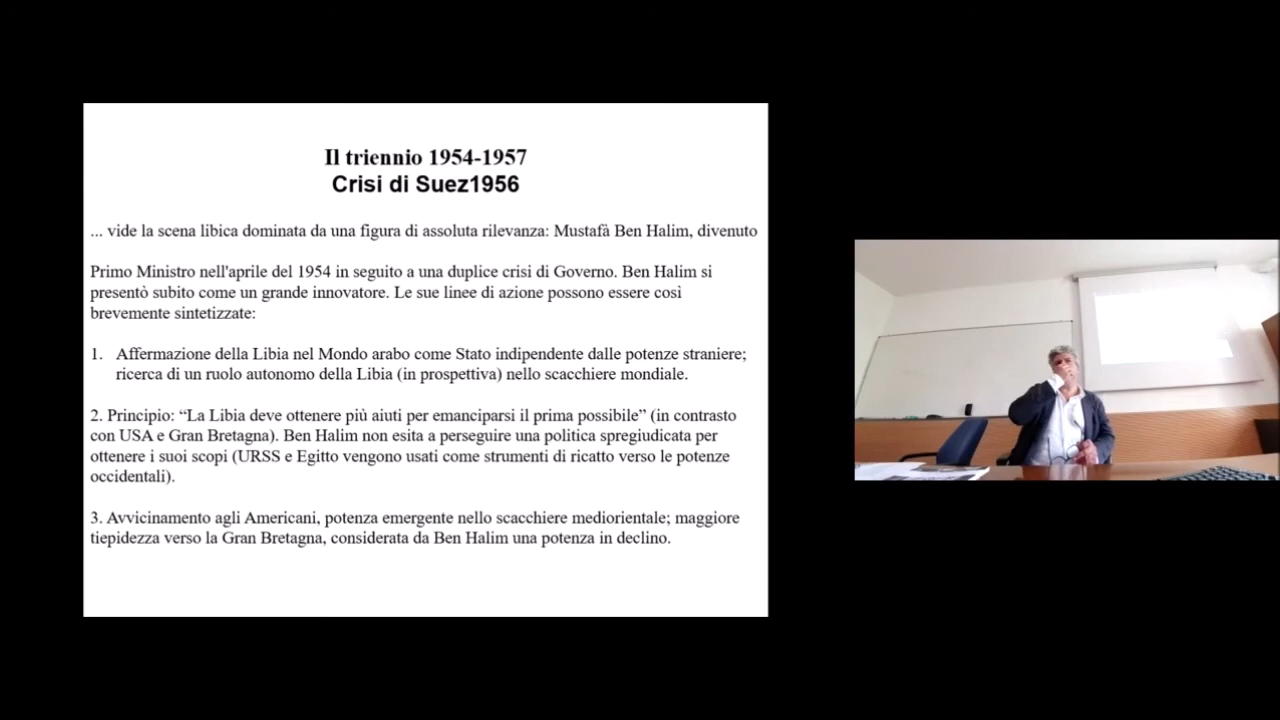 Il triennio 1954-1957
Crisi di Suez1956
... vide la scena libica dominata da una figura di assoluta rilevanza: Mustafà Ben Halim, divenuto
Primo Ministro nell'aprile del 1954 in seguito a una duplice crisi di Governo. Ben Halim si
presentò subito come un grande innovatore. Le sue linee di azione possono essere così
brevemente sintetizzate:
1. Affermazione della Libia nel Mondo arabo come Stato indipendente dalle potenze straniere;
ricerca di un ruolo autonomo della Libia (in prospettiva) nello scacchiere mondiale.
2. Principio: “La Libia deve ottenere più aiuti per emanciparsi il prima possibile” (in contrasto
con USA e Gran Bretagna). Ben Halim non esita a perseguire una politica spregiudicata per
ottenere i suoi scopi (URSS e Egitto vengono usati come strumenti di ricatto verso le potenze
occidentali).
3. Avvicinamento agli Americani, potenza emergente nello scacchiere mediorientale; maggiore
tiepidezza verso la Gran Bretagna, considerata da Ben Halim una potenza in declino.